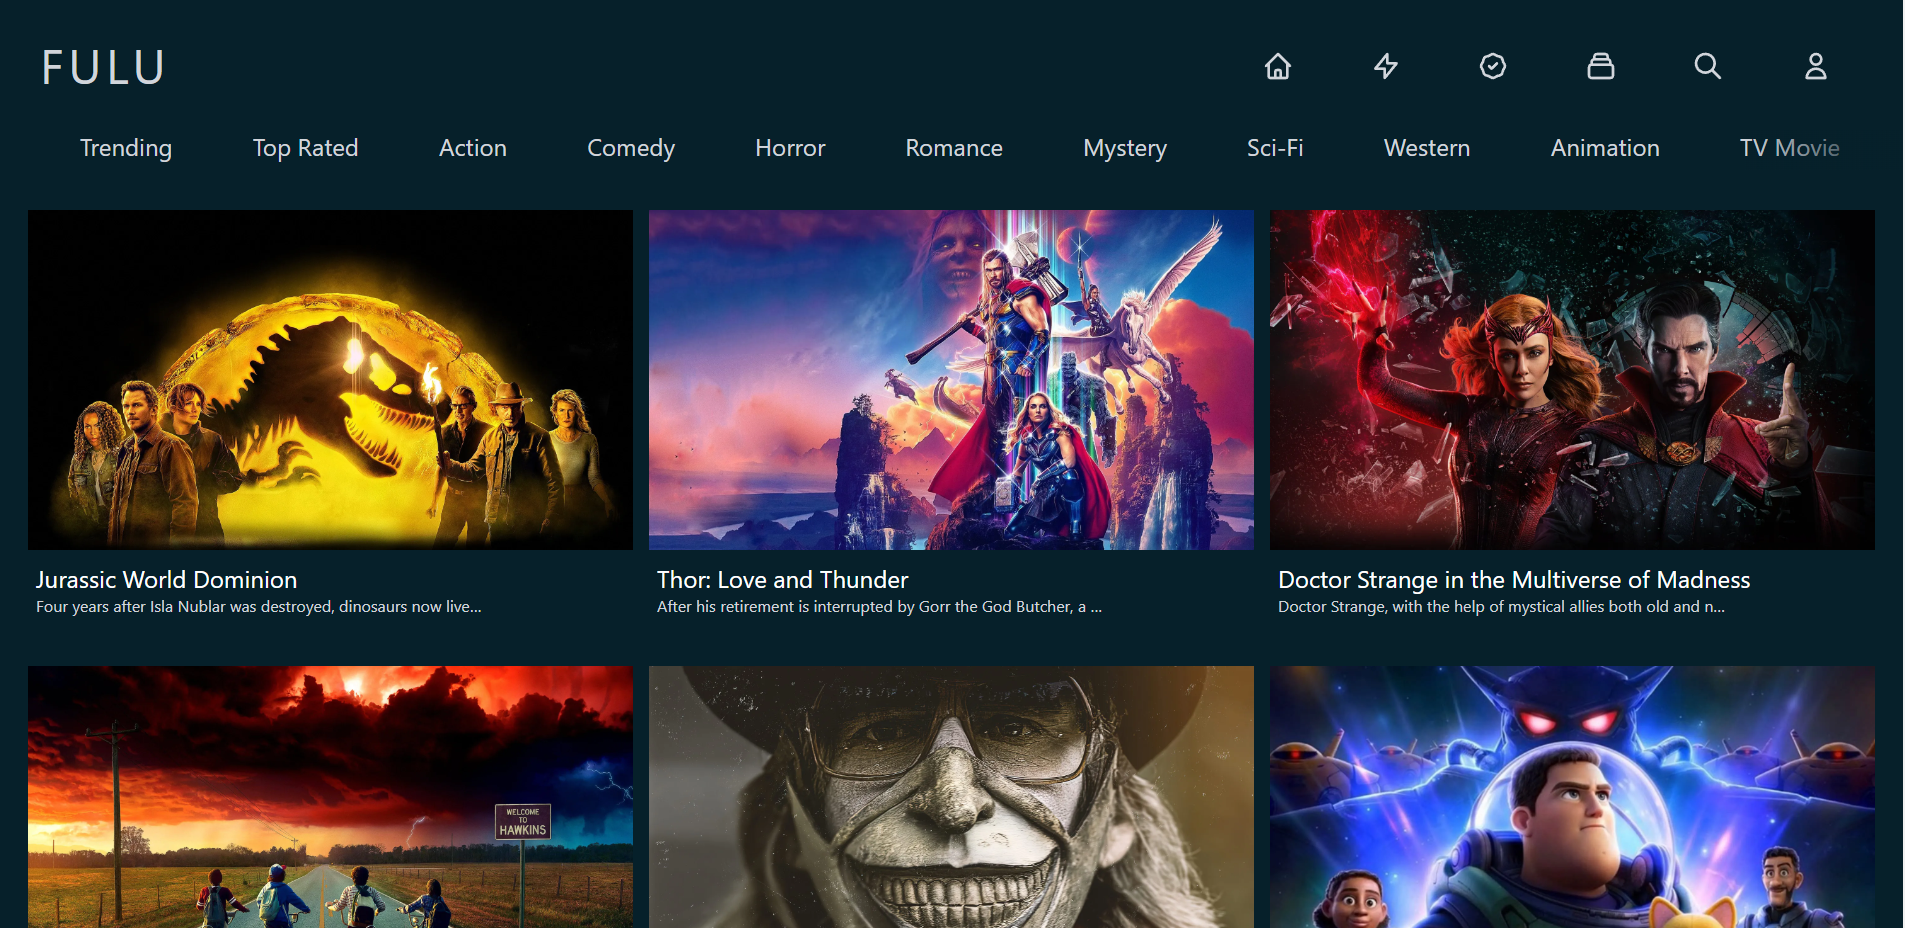 FULU
Trending Top Rated Action Comedy Horror Romance Mystery Sci-Fi Western Animation TV Movie
Jurassic World Dominion
Four years after Isla Nublar was destroyed, dinosaurs now live...
Thor: Love and Thunder
After his retirement is interrupted by Gorr the God Butcher, a ...
Doctor Strange in the Multiverse of Madness
Doctor Strange, with the help of mystical allies both old and n...
WELCOME
TO
HAWKINS